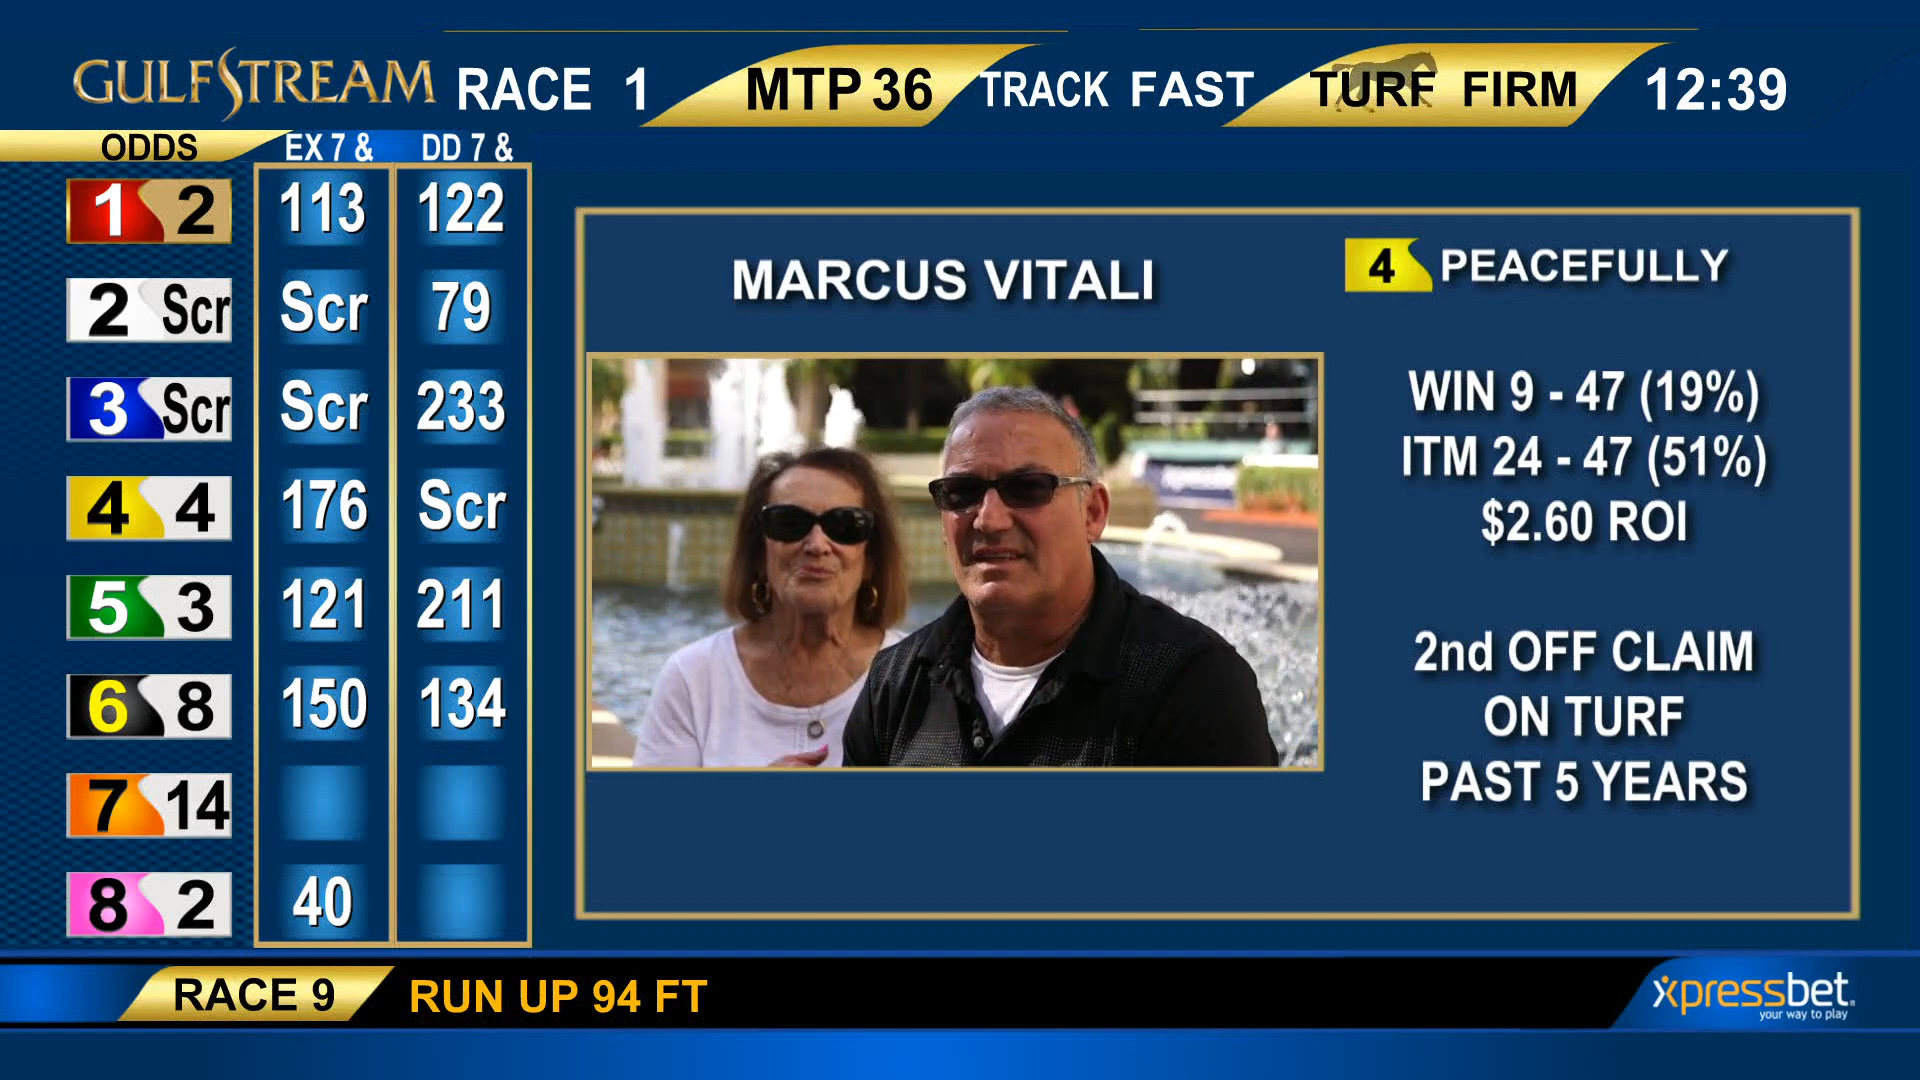 GULFSTREAM RACE 1 MTP 36 TRACK FAST TURF FIRM 12:39
ODDS EX 7 & DD 7 &
1 2 113 122
2 Scr Scr 79
3 Scr Scr 233
4 4 176 Scr
5 3 121 211
6 8 150 134
7 14
8 2 40
MARCUS VITALI
4 PEACEFULLY
WIN 9 - 47 (19%)
ITM 24 - 47 (51%)
$2.60 ROI
2nd OFF CLAIM
ON TURF
PAST 5 YEARS
RACE 9 RUN UP 94 FT
xpressbet
your way to play